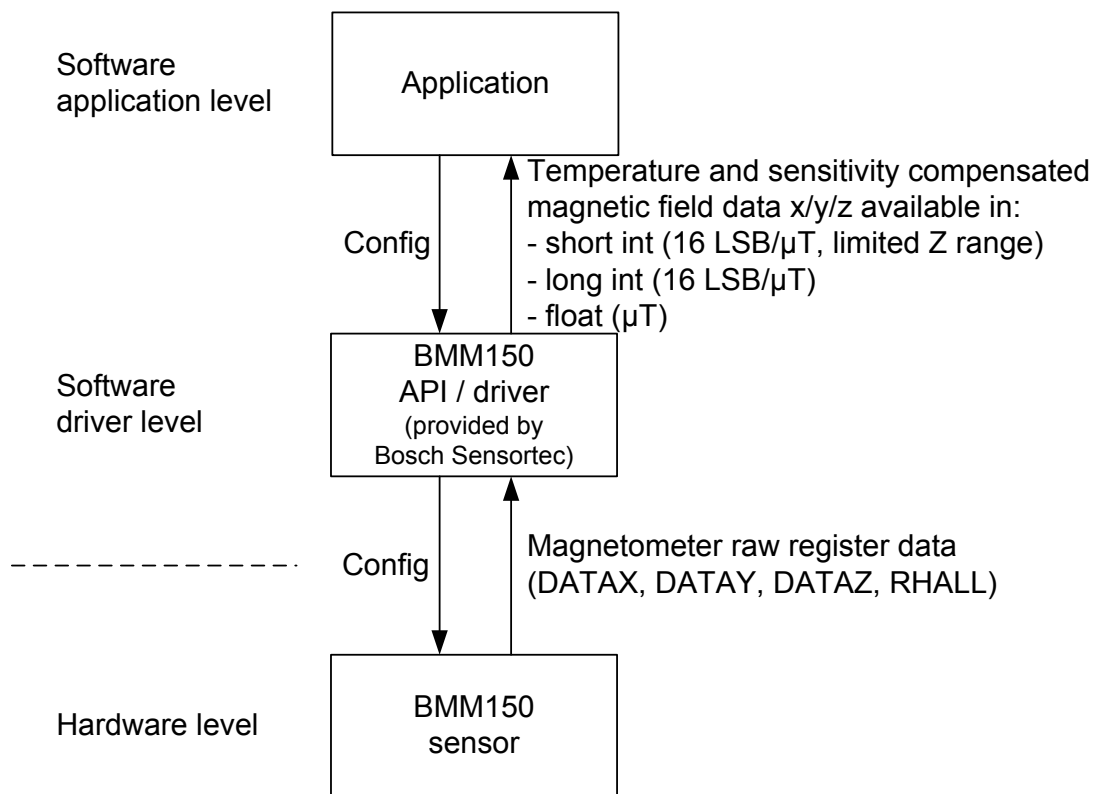 Software
application level
Application
Config
Temperature and sensitivity compensated
magnetic field data x/y/z available in:
- short int (16 LSB/µT, limited Z range)
- long int (16 LSB/µT)
- float (µT)
Software
driver level
BMM150
API / driver
(provided by
Bosch Sensortec)
Config
Magnetometer raw register data
(DATAX, DATAY, DATAZ, RHALL)
Hardware level
BMM150
sensor